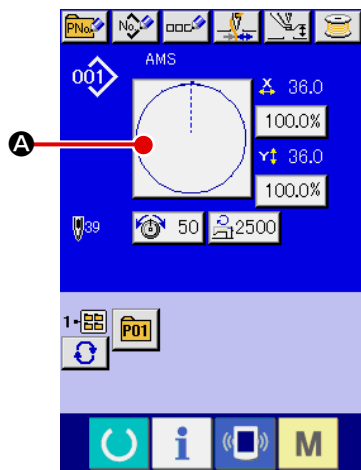 PNo. No.
AMS
001
X 36.0
100.0%
A
Y 36.0
100.0%
39 50 2500
1-
P01
i M